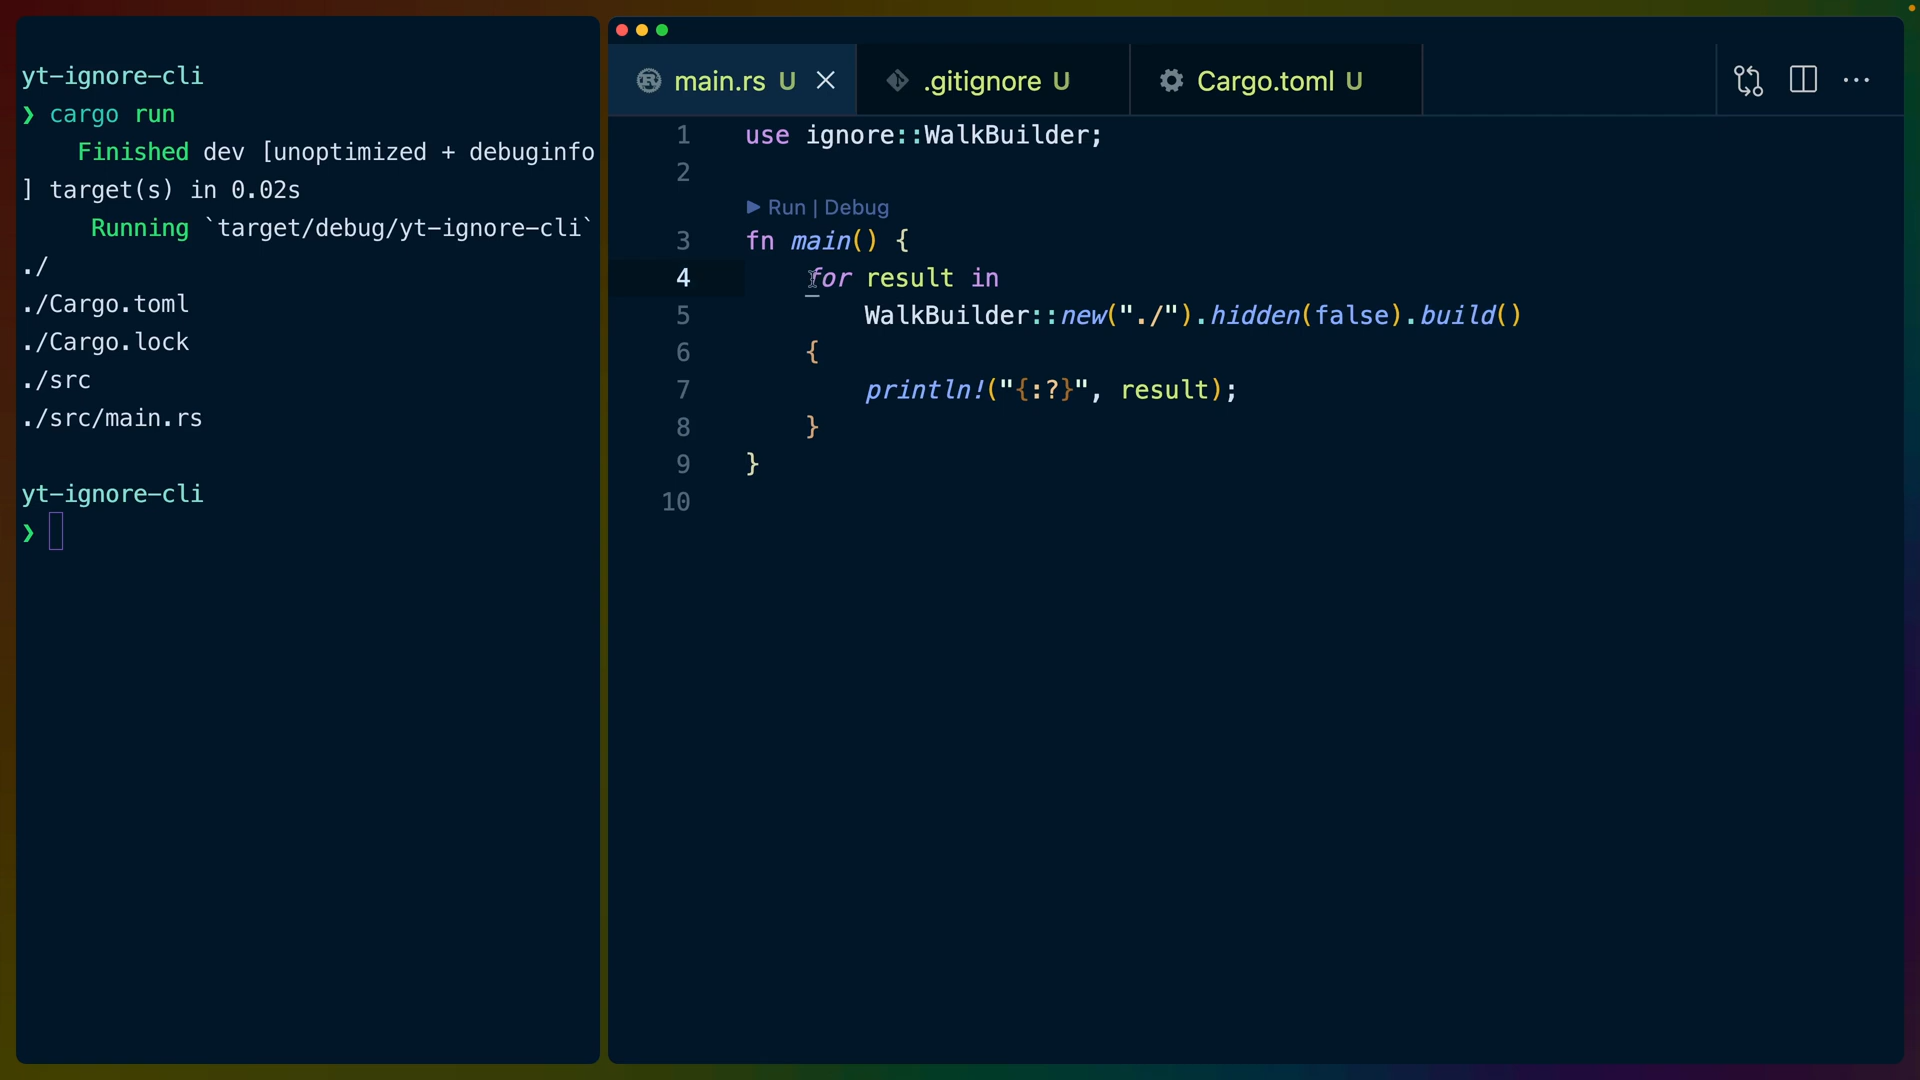 yt-ignore-cli
❯ cargo run
    Finished dev [unoptimized + debuginfo
] target(s) in 0.02s
     Running `target/debug/yt-ignore-cli`
./
./Cargo.toml
./Cargo.lock
./src
./src/main.rs
yt-ignore-cli
❯
main.rs U
.gitignore U
Cargo.toml U
1 use ignore::WalkBuilder;
2
Run | Debug
3 fn main() {
4     for result in
5         WalkBuilder::new("./").hidden(false).build()
6     {
7         println!("{:?}", result);
8     }
9 }
10